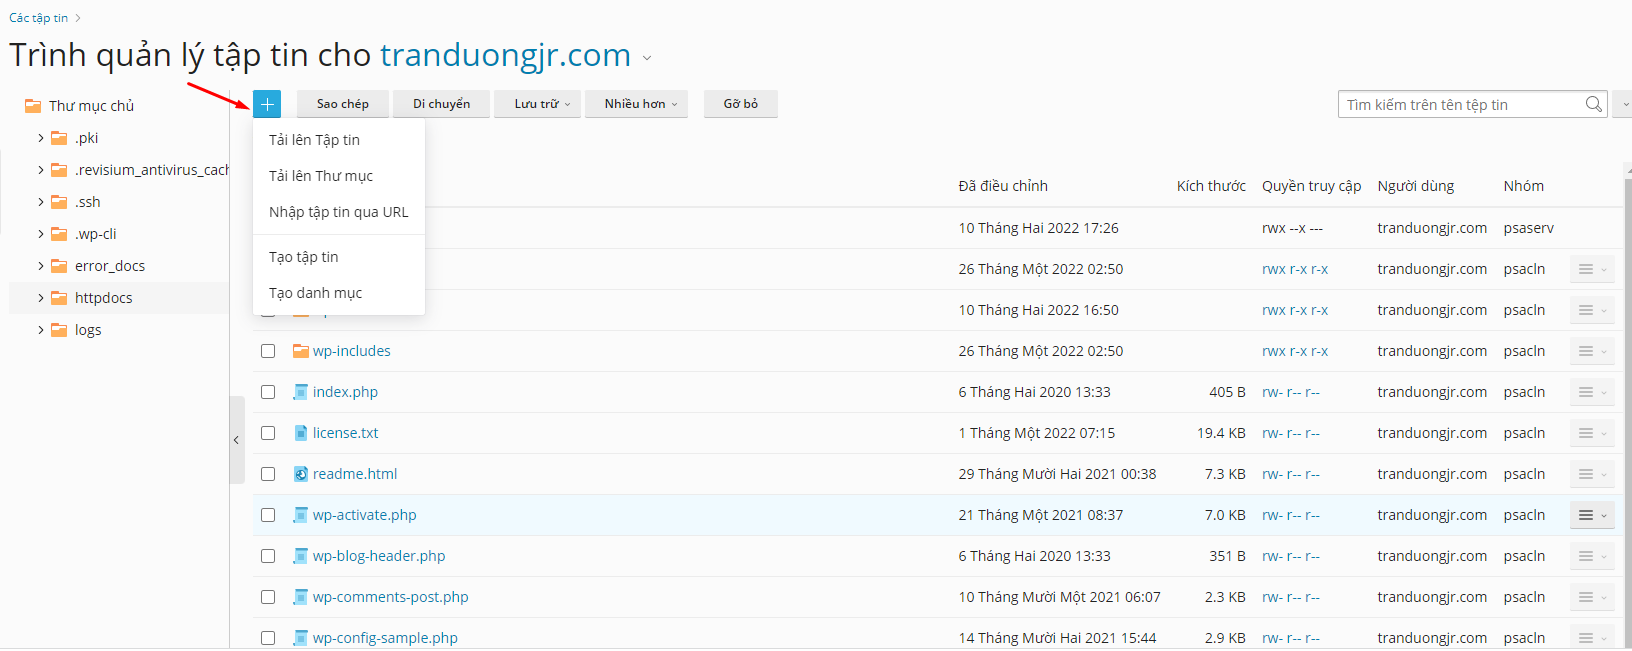 Các tập tin
Trình quản lý tập tin cho tranduongjr.com
Thư mục chủ
.pki
.revisium_antivirus_cach
.ssh
.wp-cli
error_docs
httpdocs
logs
Sao chép Di chuyển Lưu trữ Nhiều hơn Gỡ bỏ
Tìm kiếm trên tên tệp tin
Tải lên Tập tin
Tải lên Thư mục
Nhập tập tin qua URL
Tạo tập tin
Tạo danh mục
Đã điều chỉnh Kích thước Quyền truy cập Người dùng Nhóm
10 Tháng Hai 2022 17:26 rwx --x --- tranduongjr.com psaserv
26 Tháng Một 2022 02:50 rwx r-x r-x tranduongjr.com psacln
10 Tháng Hai 2022 16:50 rwx r-x r-x tranduongjr.com psacln
wp-includes 26 Tháng Một 2022 02:50 rwx r-x r-x tranduongjr.com psacln
index.php 6 Tháng Hai 2020 13:33 405 B rw- r-- r-- tranduongjr.com psacln
license.txt 1 Tháng Một 2022 07:15 19.4 KB rw- r-- r-- tranduongjr.com psacln
readme.html 29 Tháng Mười Hai 2021 00:38 7.3 KB rw- r-- r-- tranduongjr.com psacln
wp-activate.php 21 Tháng Một 2021 08:37 7.0 KB rw- r-- r-- tranduongjr.com psacln
wp-blog-header.php 6 Tháng Hai 2020 13:33 351 B rw- r-- r-- tranduongjr.com psacln
wp-comments-post.php 10 Tháng Mười Một 2021 06:07 2.3 KB rw- r-- r-- tranduongjr.com psacln
wp-config-sample.php 14 Tháng Mười Hai 2021 15:44 2.9 KB rw- r-- r-- tranduongjr.com psacln